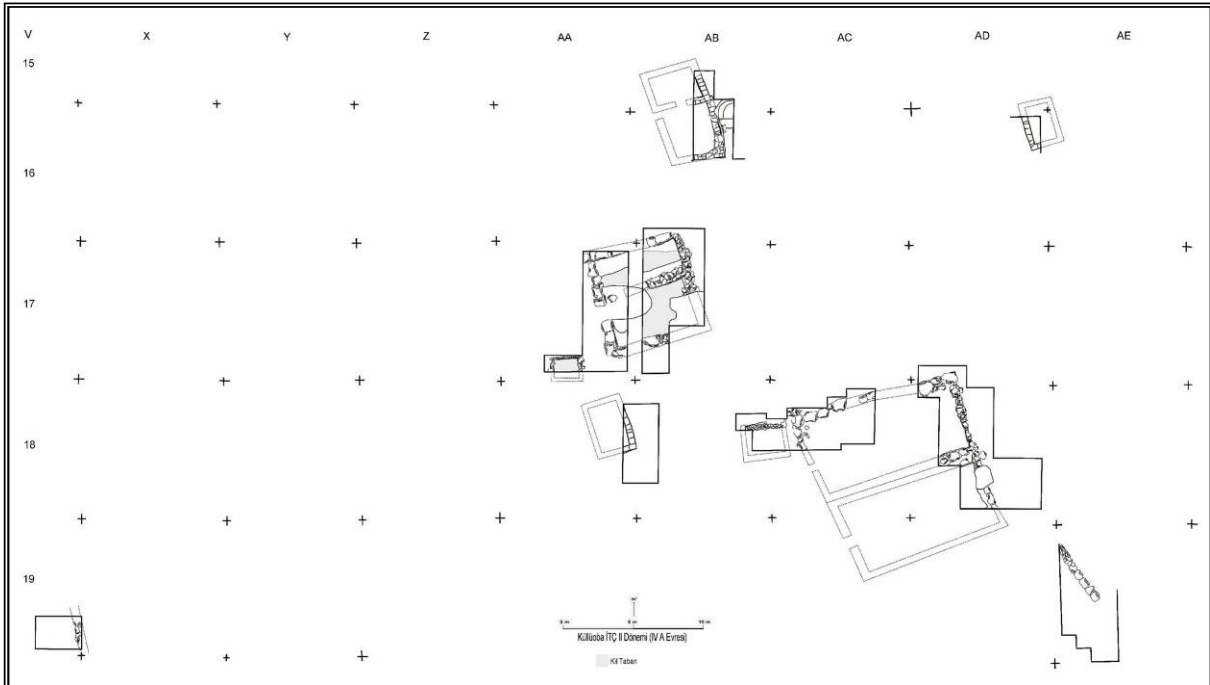 V X Y Z AA AB AC AD AE
15
16
17
18
19
Küllüoba İTÇ II Dönemi (IV A Evresi)
Kil Taban